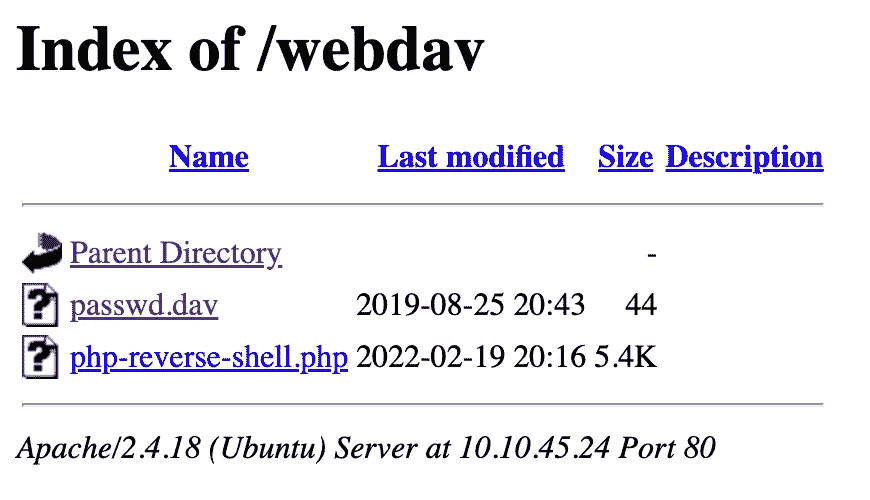 Index of /webdav
Name Last modified Size Description
Parent Directory -
passwd.dav 2019-08-25 20:43 44
php-reverse-shell.php 2022-02-19 20:16 5.4K
Apache/2.4.18 (Ubuntu) Server at 10.10.45.24 Port 80